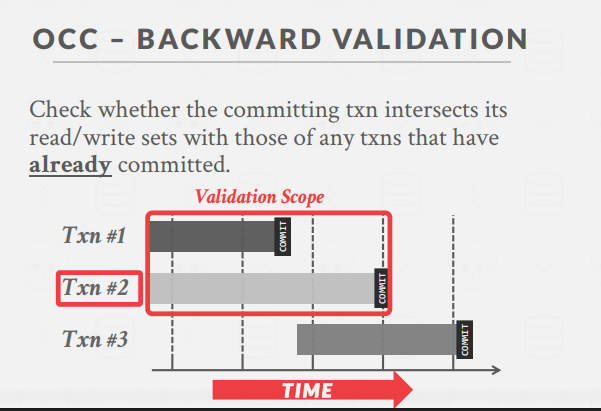 OCC – BACKWARD VALIDATION
Check whether the committing txn intersects its
read/write sets with those of any txns that have
already committed.
Validation Scope
Txn #1
COMMIT
Txn #2
COMMIT
Txn #3
COMMIT
TIME